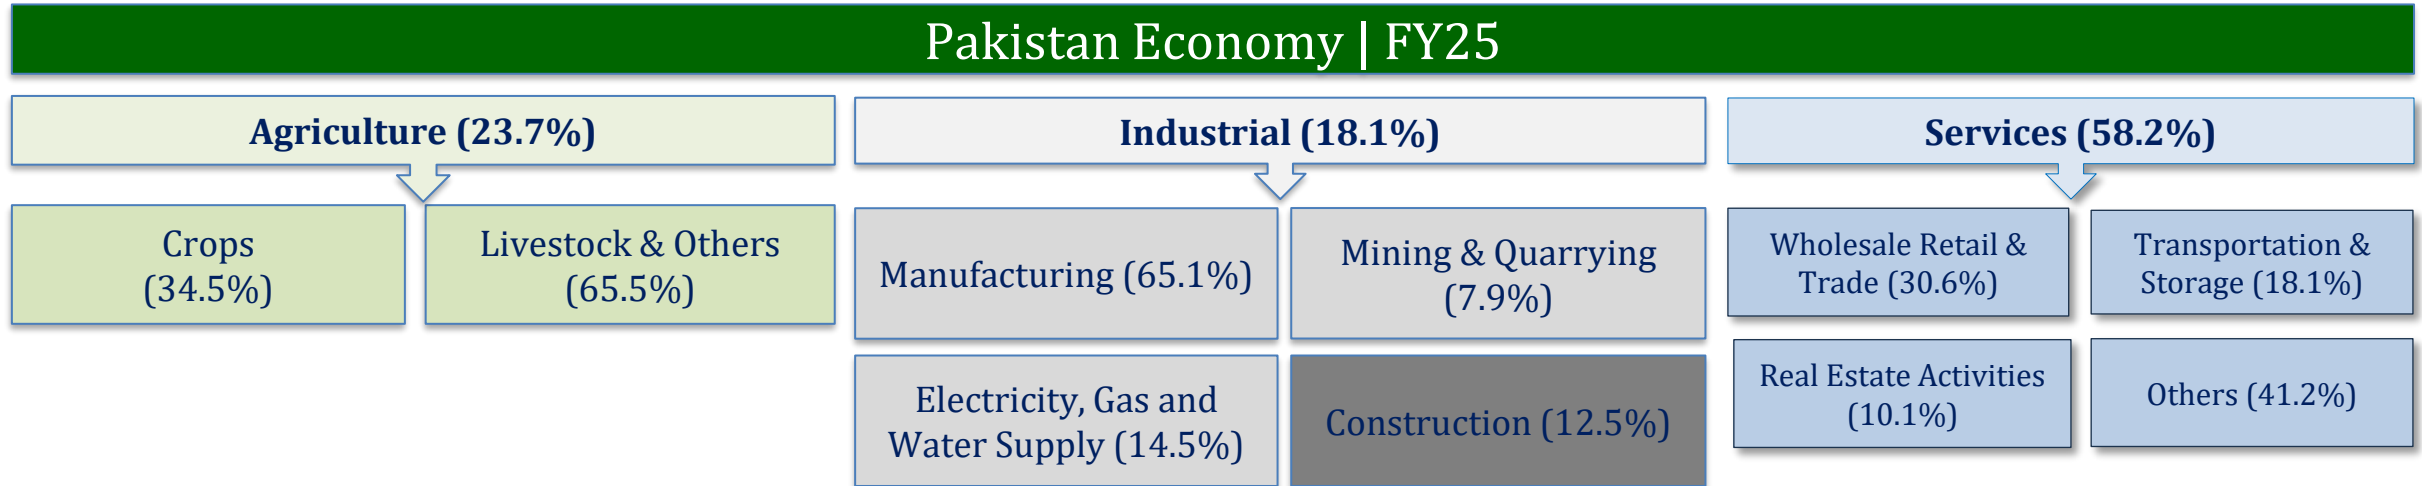 Pakistan Economy | FY25
Agriculture (23.7%)
Industrial (18.1%)
Services (58.2%)
Crops
(34.5%)
Livestock & Others
(65.5%)
Manufacturing (65.1%)
Mining & Quarrying
(7.9%)
Electricity, Gas and
Water Supply (14.5%)
Construction (12.5%)
Wholesale Retail &
Trade (30.6%)
Transportation &
Storage (18.1%)
Real Estate Activities
(10.1%)
Others (41.2%)